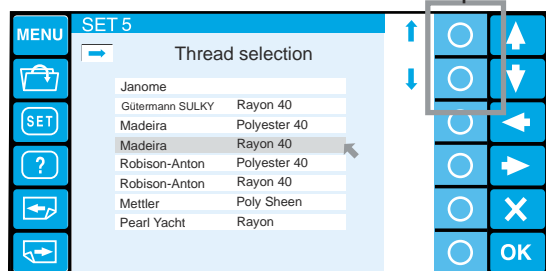 MENU
SET 5
Thread selection
Janome
Gütermann SULKY Rayon 40
Madeira Polyester 40
SET
Madeira Rayon 40
?
Robison-Anton Polyester 40
Robison-Anton Rayon 40
Mettler Poly Sheen
Pearl Yacht Rayon
X
OK